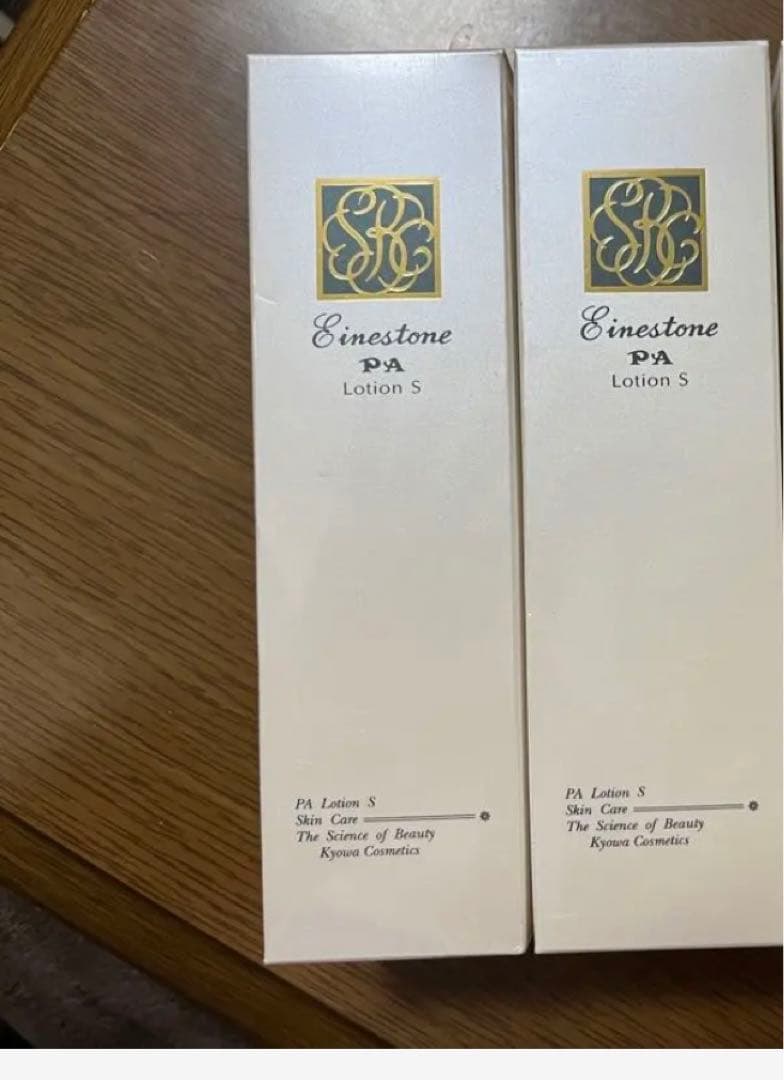 Einestone
PA
Lotion S
PA Lotion S
Skin Care
The Science of Beauty
Kyowa Cosmetics
Einestone
PA
Lotion S
PA Lotion S
Skin Care
The Science of Beauty
Kyowa Cosmetics